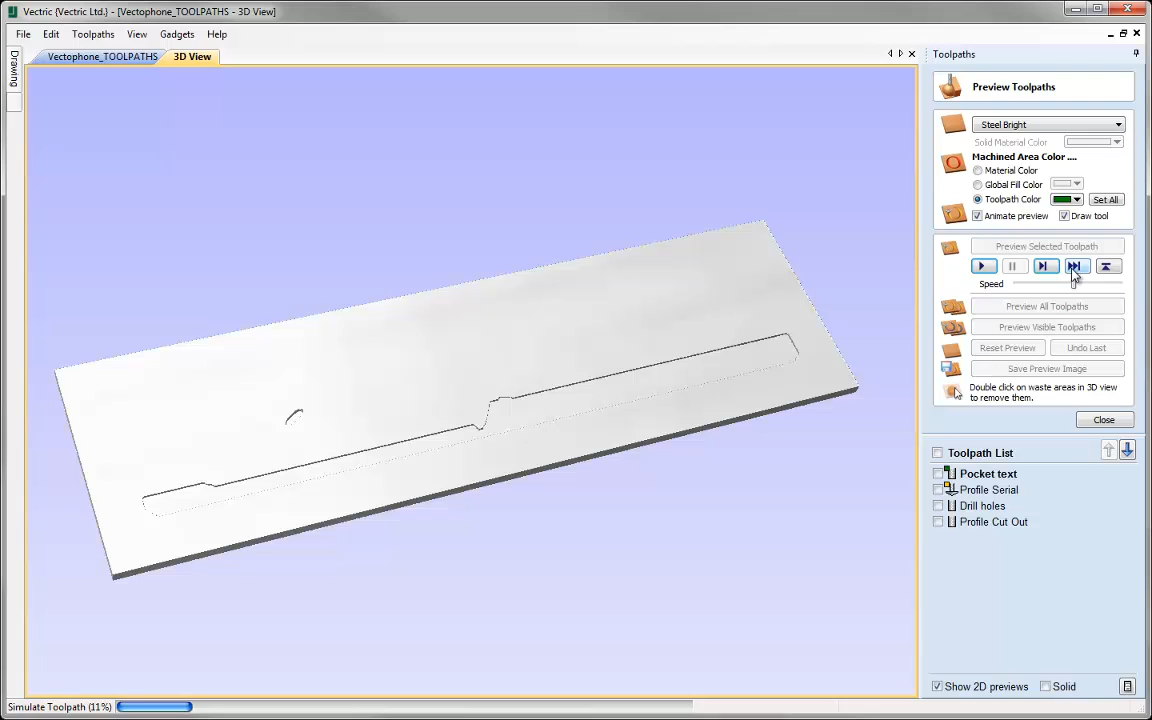 Vectric {Vectric Ltd.} - [Vectophone_TOOLPATHS - 3D View]
File Edit Toolpaths View Gadgets Help
Drawing
Vectophone_TOOLPATHS 3D View
Toolpaths
Preview Toolpaths
Steel Bright
Solid Material Color
Machined Area Color ....
Material Color
Global Fill Color
Toolpath Color Set All
Animate preview Draw tool
Preview Selected Toolpath
Speed
Preview All Toolpaths
Preview Visible Toolpaths
Reset Preview Undo Last
Save Preview Image
Double click on waste areas in 3D view
to remove them.
Close
Toolpath List
Pocket text
Profile Serial
Drill holes
Profile Cut Out
Show 2D previews Solid
Simulate Toolpath (11%)